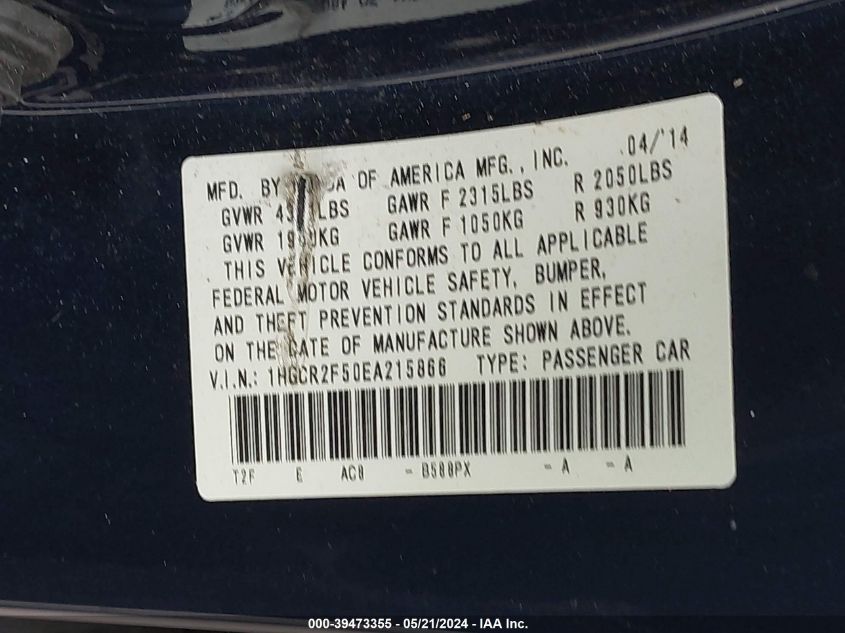 MFD. BY OF AMERICA MFG., INC. 04/'14
GVWR GAWR F 2315LBS R 2050LBS
GVWR GAWR F 1050KG R 930KG
THIS VEHICLE CONFORMS TO ALL APPLICABLE
FEDERAL MOTOR VEHICLE SAFETY, BUMPER,
AND THEFT PREVENTION STANDARDS IN EFFECT
ON THE DATE OF MANUFACTURE SHOWN ABOVE.
V.I.N.: 1HGCR2F50EA215866 TYPE: PASSENGER CAR
T2F E AC0 - B588PX - A - A
000-39473355 - 05/21/2024 - IAA Inc.